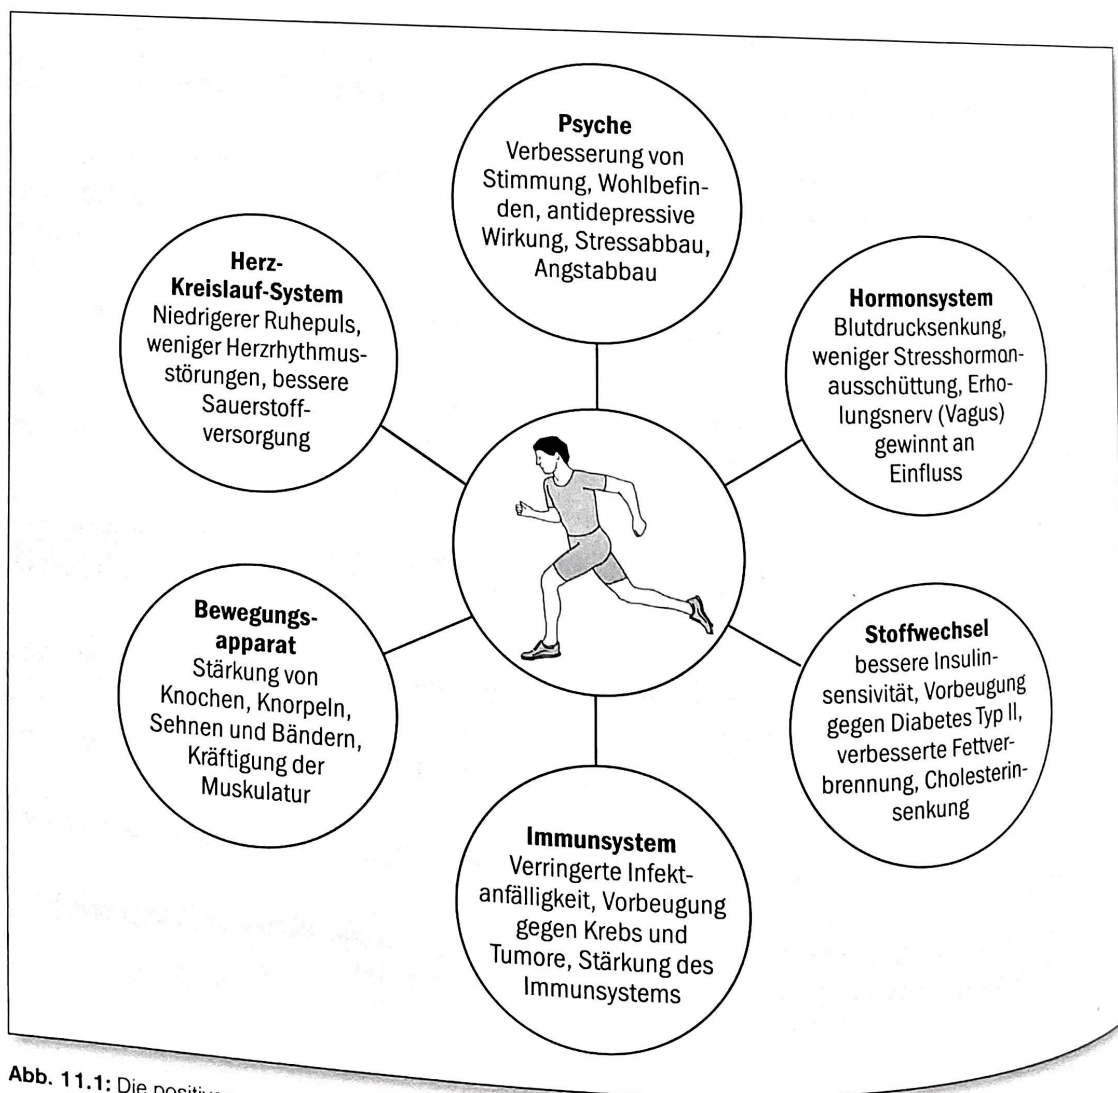 Psyche
Verbesserung von
Stimmung, Wohlbefin-
den, antidepressive
Wirkung, Stressabbau,
Angstabbau
Herz-
Kreislauf-System
Niedrigerer Ruhepuls,
weniger Herzrhythmus-
störungen, bessere
Sauerstoff-
versorgung
Hormonsystem
Blutdrucksenkung,
weniger Stresshormon-
ausschüttung, Erho-
lungsnerv (Vagus)
gewinnt an
Einfluss
Bewegungs-
apparat
Stärkung von
Knochen, Knorpeln,
Sehnen und Bändern,
Kräftigung der
Muskulatur
Stoffwechsel
bessere Insulin-
sensivität, Vorbeugung
gegen Diabetes Typ II,
verbesserte Fettver-
brennung, Cholesterin-
senkung
Immunsystem
Verringerte Infekt-
anfälligkeit, Vorbeugung
gegen Krebs und
Tumore, Stärkung des
Immunsystems
Abb. 11.1: Die